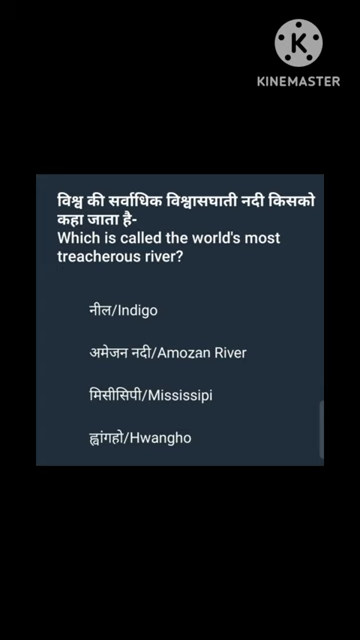 K
KINEMASTER
विश्व की सर्वाधिक विश्वासघाती नदी किसको
कहा जाता है-
Which is called the world's most
treacherous river?
नील/Indigo
अमेजन नदी/Amozan River
मिसीसिपी/Mississipi
ह्वांगहो/Hwangho